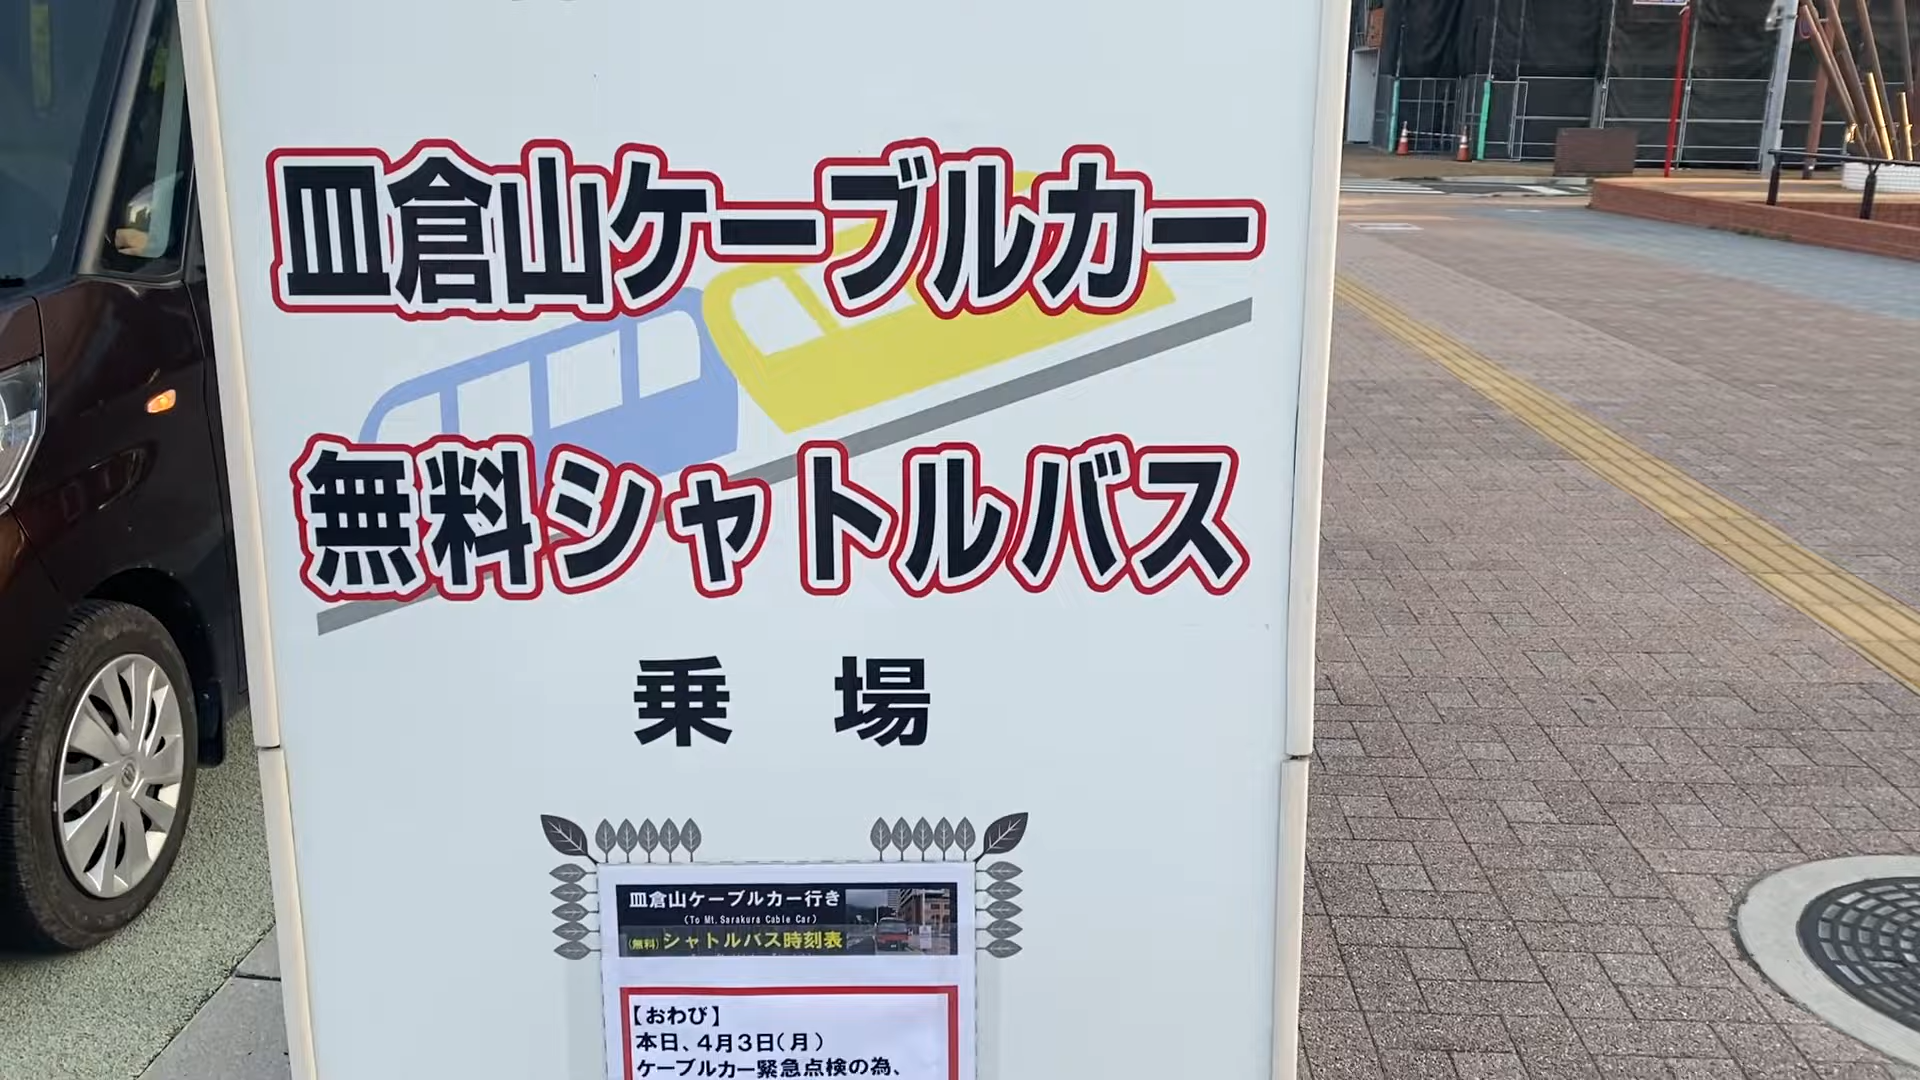 皿倉山ケーブルカー
無料シャトルバス
乗場
皿倉山ケーブルカー行き
(To Mt.Sarakura Cable Car)
(無料)シャトルバス時刻表
【おわび】
本日、4月3日(月)
ケーブルカー緊急点検の為、